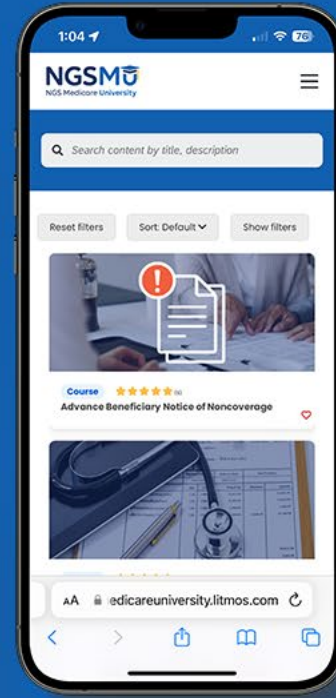 1:04
76
NGSMU
NGS Medicare University
Search content by title, description
Reset filters
Sort: Default
Show filters
!
Course
Advance Beneficiary Notice of Noncoverage
AA
edicareuniversity.litmos.com